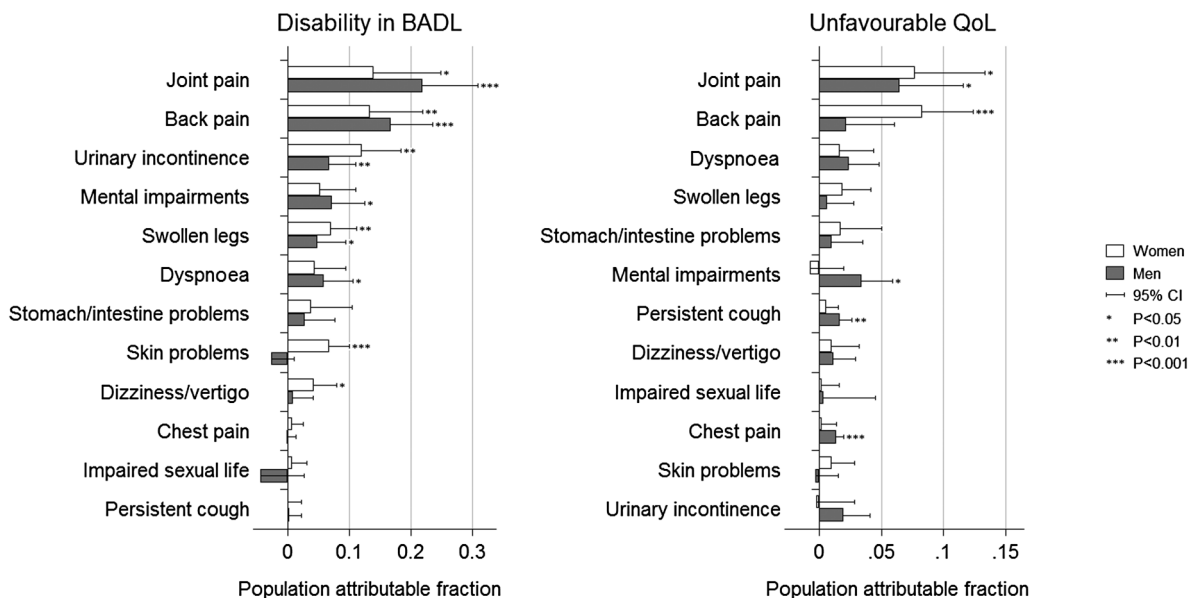 Disability in BADL
Joint pain
*
***
Back pain
**
***
Urinary incontinence
**
**
Mental impairments
*
Swollen legs
**
*
Dyspnoea
*
Stomach/intestine problems
Skin problems
***
Dizziness/vertigo
*
Chest pain
Impaired sexual life
Persistent cough
0 0.1 0.2 0.3
Population attributable fraction
Unfavourable QoL
Joint pain
*
*
Back pain
***
Dyspnoea
Swollen legs
Stomach/intestine problems
Mental impairments
*
Persistent cough
**
Dizziness/vertigo
Impaired sexual life
Chest pain
***
Skin problems
Urinary incontinence
0 .05 .1 .15
Population attributable fraction
Women
Men
95% CI
* P<0.05
** P<0.01
*** P<0.001